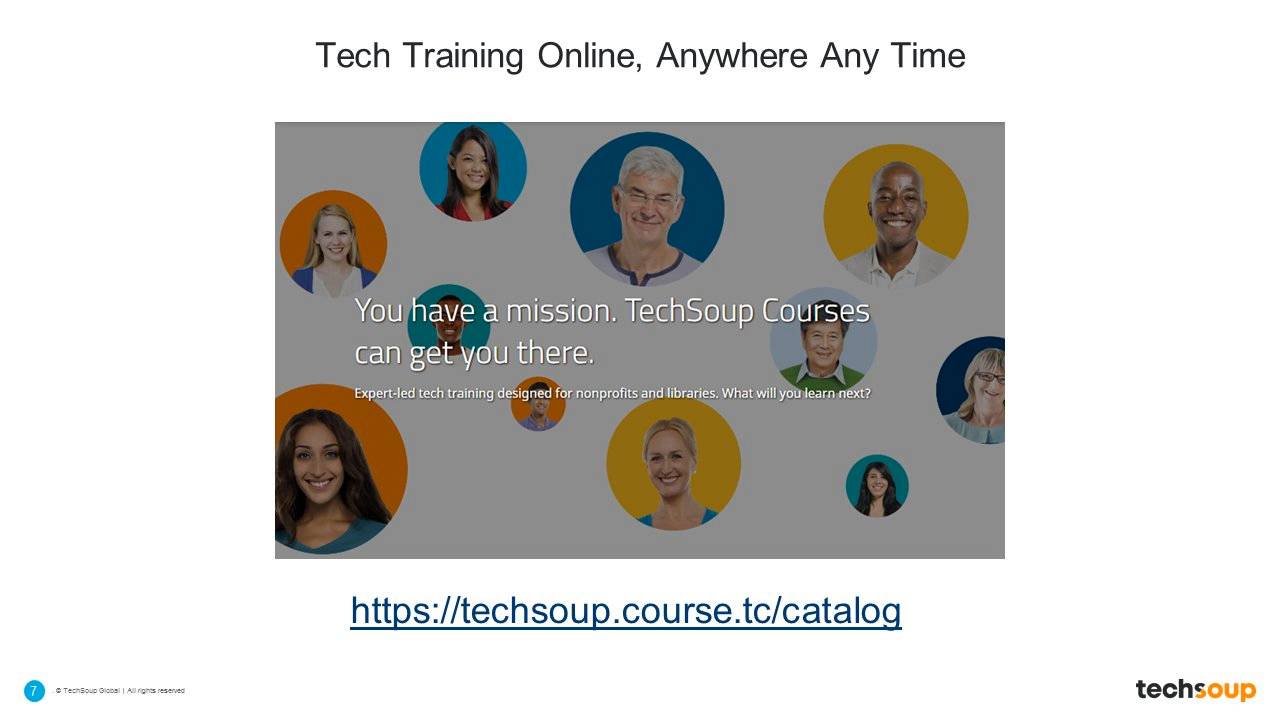 Tech Training Online, Anywhere Any Time
You have a mission. TechSoup Courses
can get you there.
Expert-led tech training designed for nonprofits and libraries. What will you learn next?
https://techsoup.course.tc/catalog
7 . © TechSoup Global | All rights reserved
techsoup